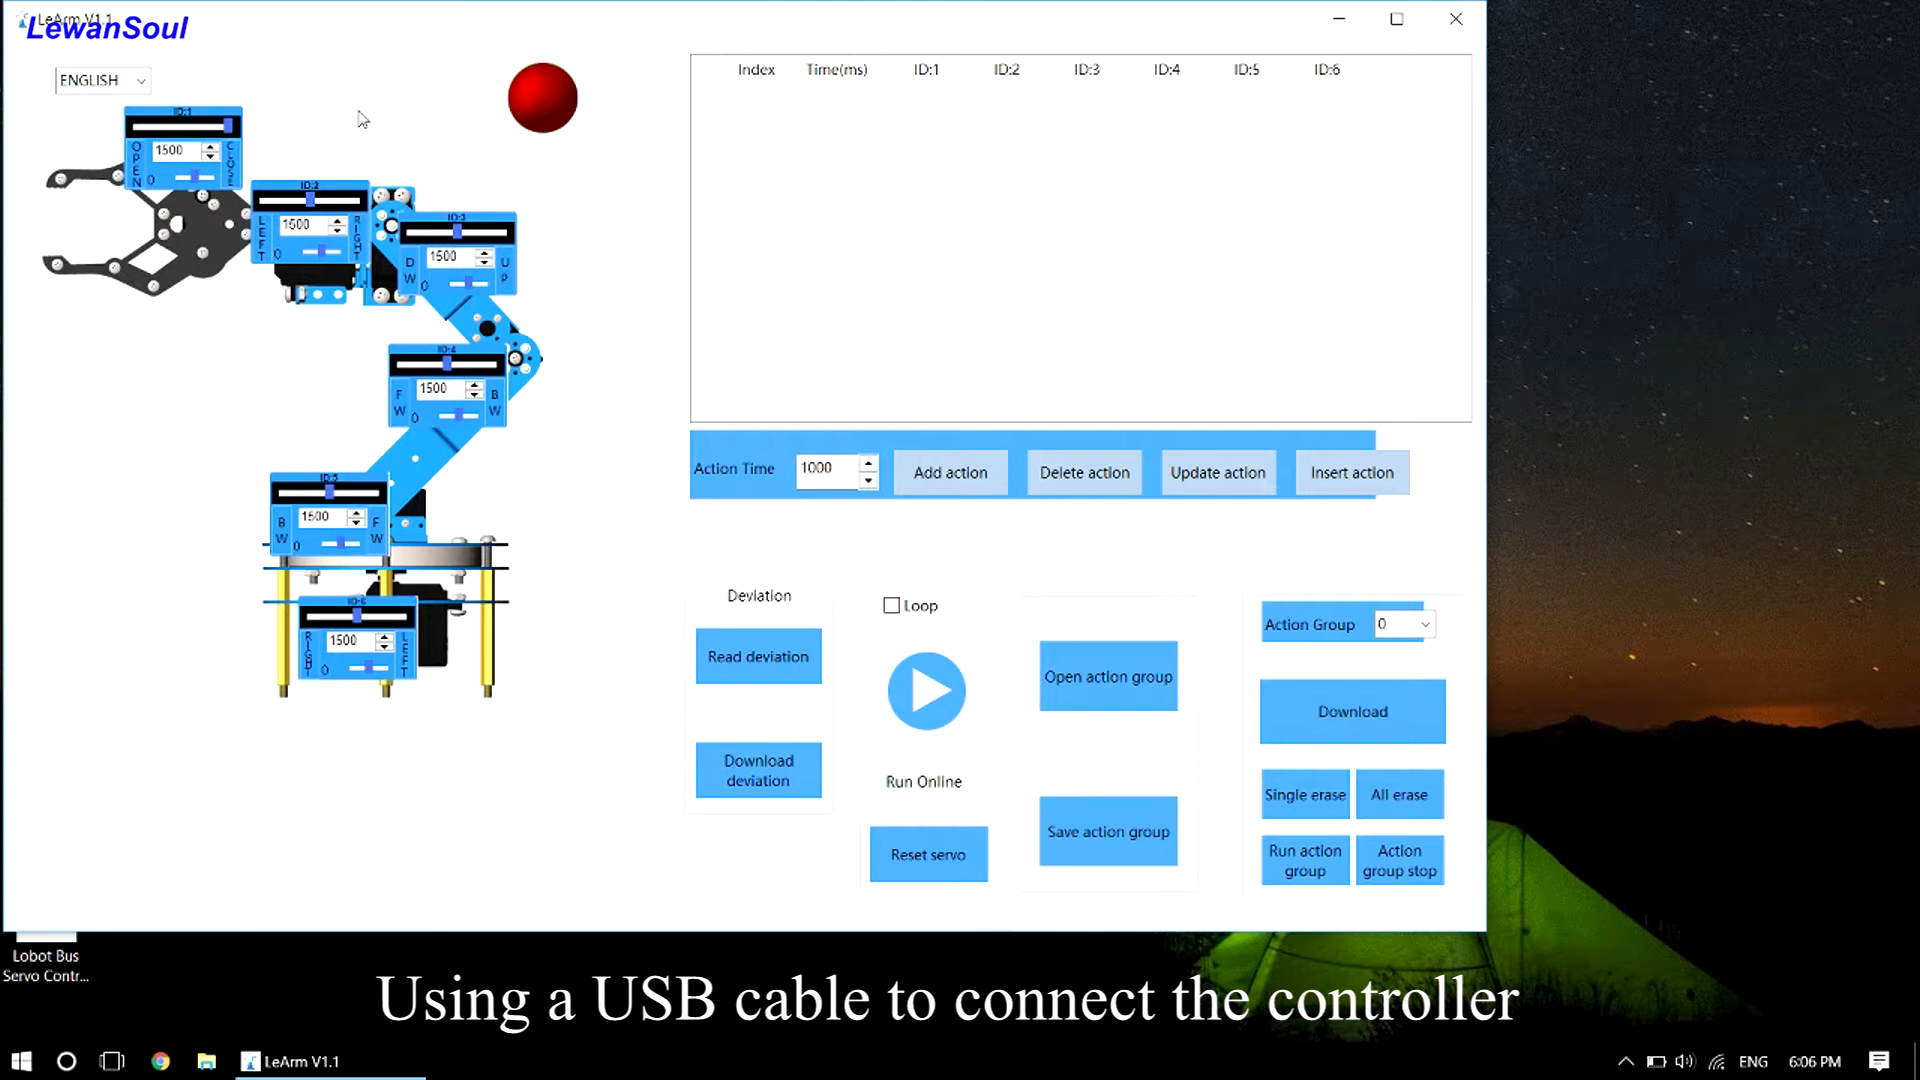 LeArm V1.1
LewanSoul
ENGLISH
Index Time(ms) ID:1 ID:2 ID:3 ID:4 ID:5 ID:6
ID:1
OPEN 1500 CLOSE
0
ID:2
LEFT 1500 RIGHT
0
ID:3
DW 1500 UP
0
ID:4
FW 1500 BW
0
ID:5
BW 1500 FW
0
ID:6
RIGHT 1500 LEFT
0
Action Time 1000 Add action Delete action Update action Insert action
Deviation
Read deviation
Download
deviation
Loop
Run Online
Reset servo
Open action group
Save action group
Action Group 0
Download
Single erase All erase
Run action
group
Action
group stop
Lobot Bus
Servo Contr...
Using a USB cable to connect the controller
LeArm V1.1
ENG 6:06 PM